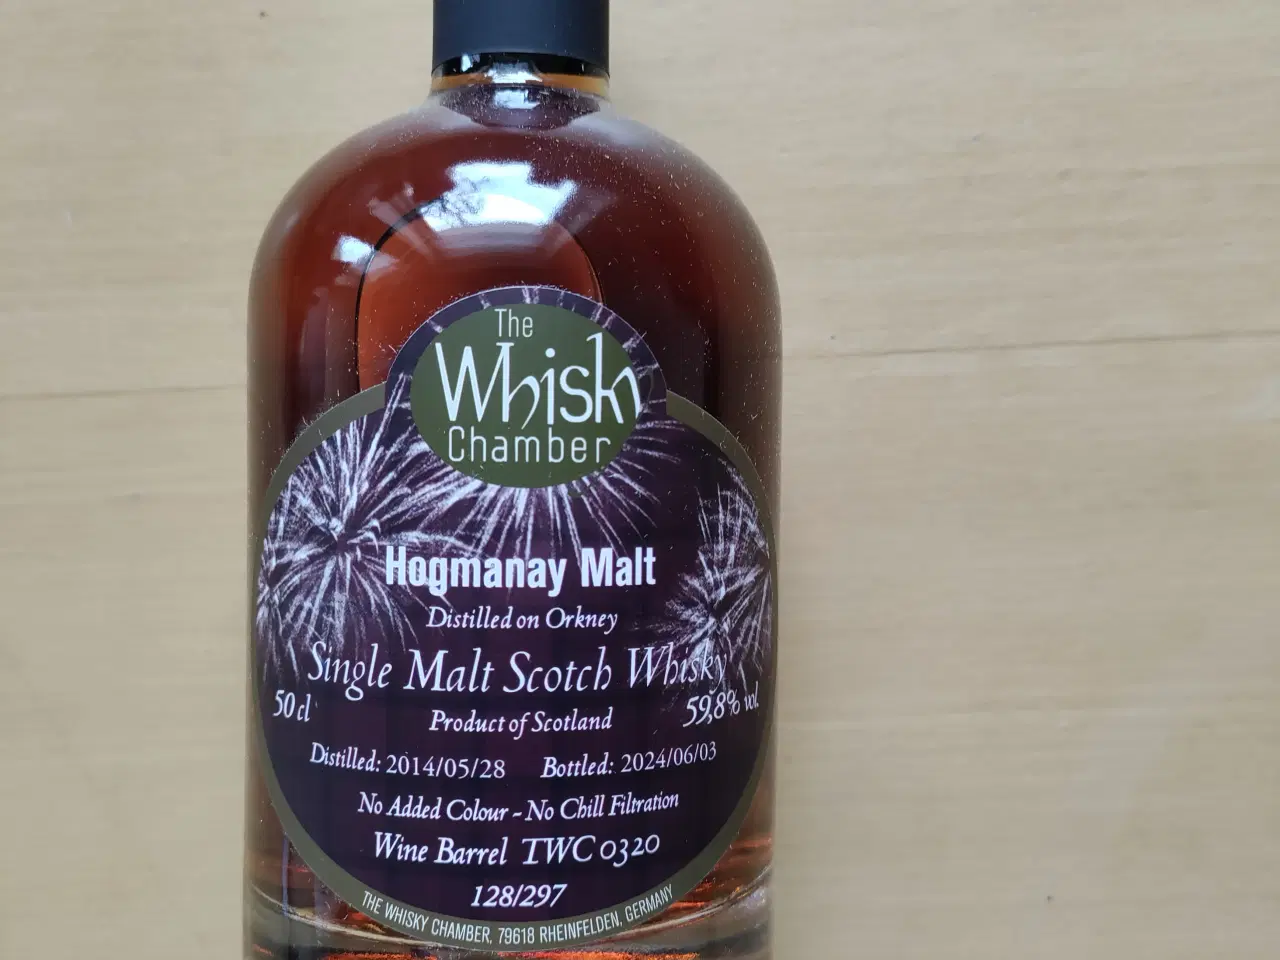 The
Whisky
Chamber
Hogmanay Malt
Distilled on Orkney
Single Malt Scotch Whisky
50 cl
59,8% vol.
Product of Scotland
Distilled: 2014/05/28 Bottled: 2024/06/03
No Added Colour - No Chill Filtration
Wine Barrel TWC 0320
128/297
THE WHISKY CHAMBER, 79618 RHEINFELDEN, GERMANY